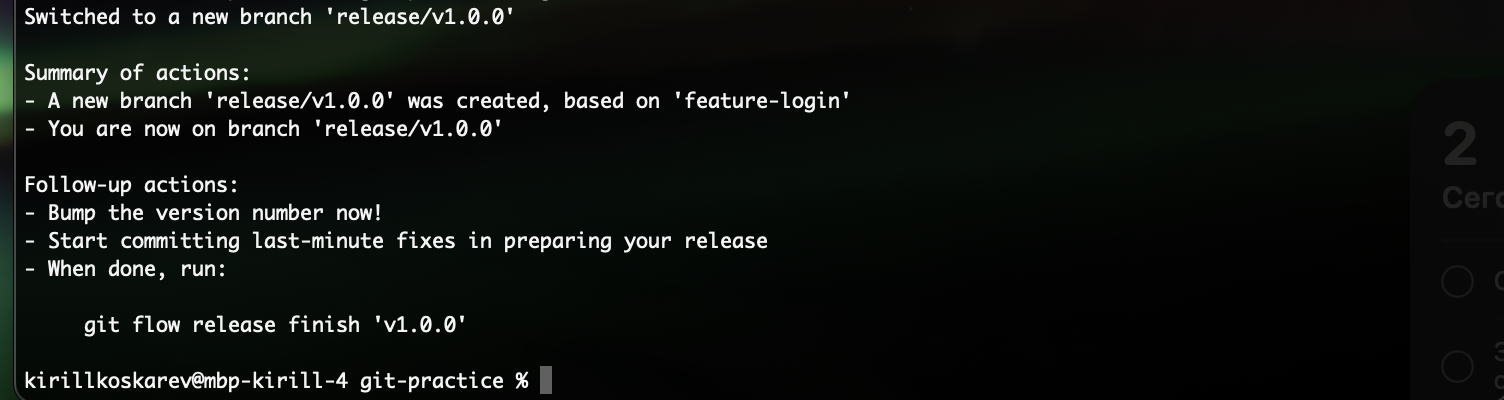 Switched to a new branch 'release/v1.0.0'
Summary of actions:
- A new branch 'release/v1.0.0' was created, based on 'feature-login'
- You are now on branch 'release/v1.0.0'
Follow-up actions:
- Bump the version number now!
- Start committing last-minute fixes in preparing your release
- When done, run:
git flow release finish 'v1.0.0'
kirillkoskarev@mbp-kirill-4 git-practice %
2